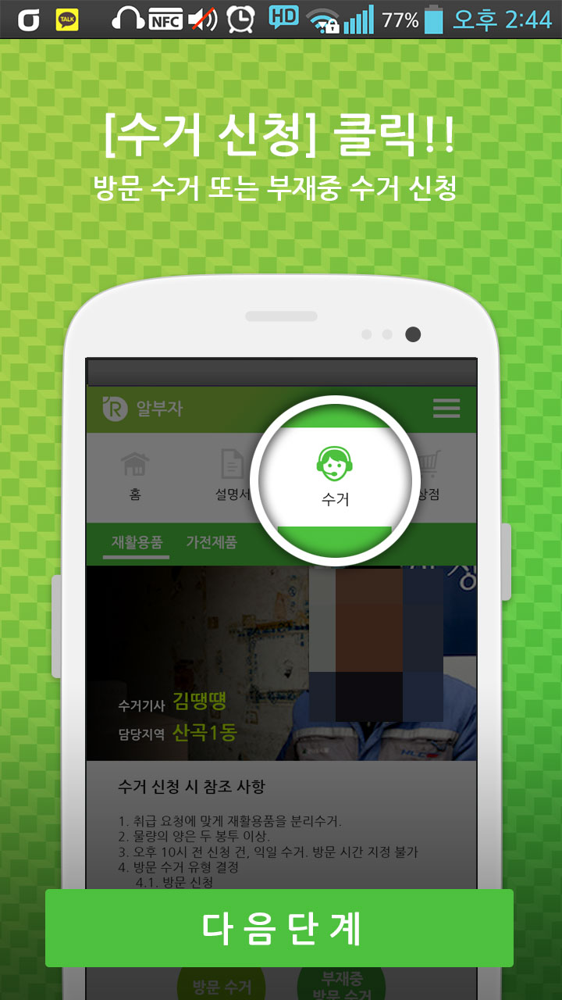 TALK NFC HD 77% 오후 2:44
[수거 신청] 클릭!!
방문 수거 또는 부재중 수거 신청
R 알부자
홈 설명서 수거 상점
재활용품 가전제품
수거기사 김땡떙
담당지역 산곡1동
수거 신청 시 참조 사항
1. 취급 요청에 맞게 재활용품을 분리수거.
2. 물량의 양은 두 봉투 이상.
3. 오후 10시 전 신청 건, 익일 수거. 방문 시간 지정 불가
4. 방문 수거 유형 결정
4.1. 방문 신청
다음단계
방문 수거 부재중
방문 수거